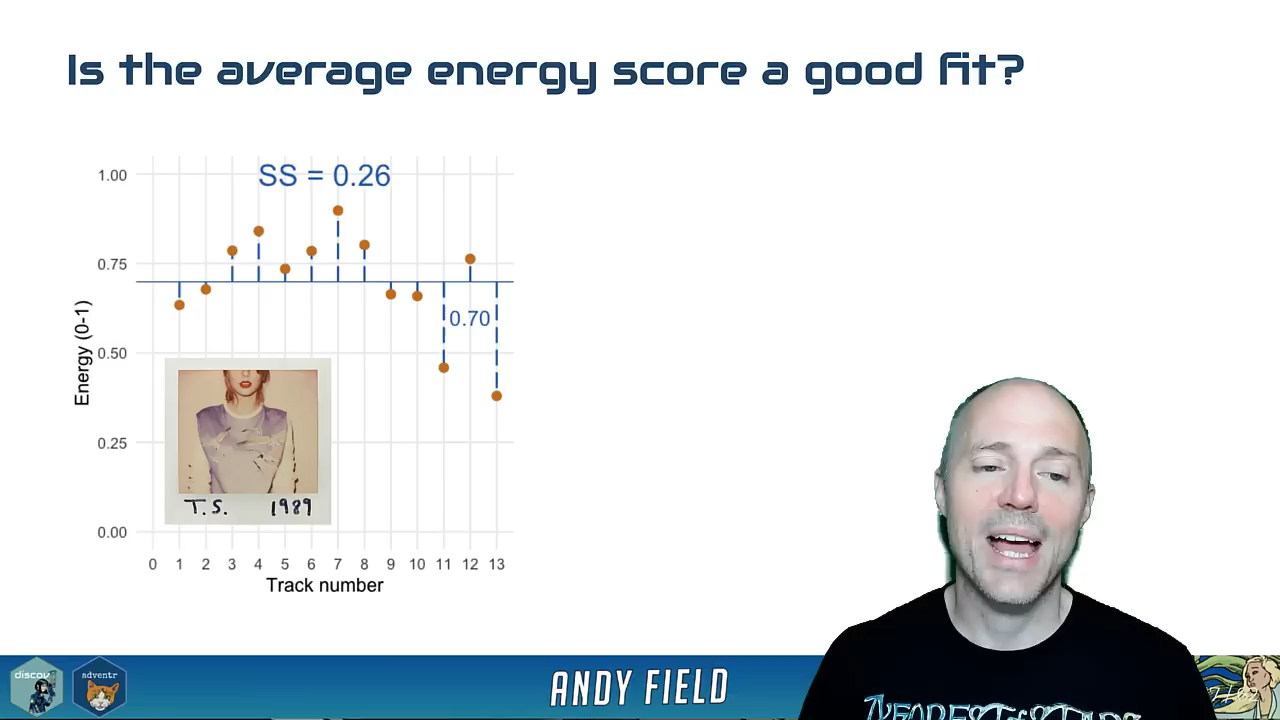 Is the average energy score a good fit?
SS = 0.26
1.00
0.75
0.50
0.25
0.00
Energy (0-1)
0.70
T.S. 1989
0 1 2 3 4 5 6 7 8 9 10 11 12 13
Track number
discovr
adventr
ANDY FIELD